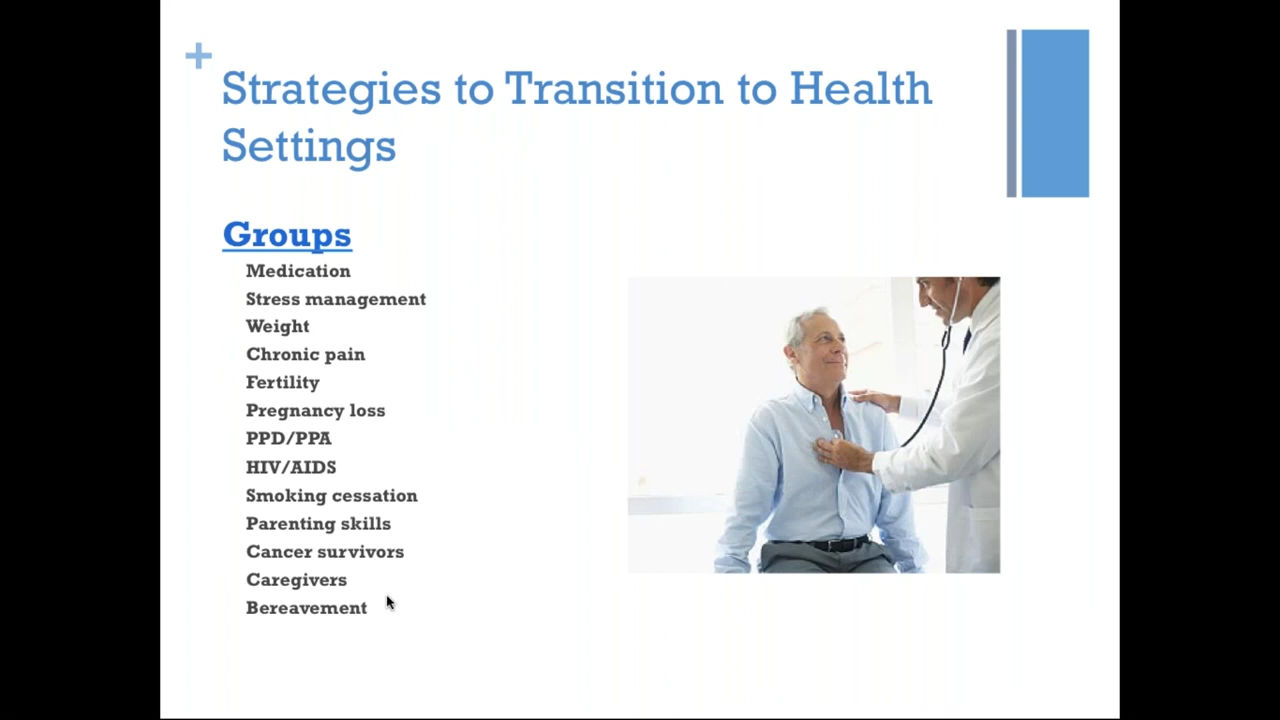 +
Strategies to Transition to Health
Settings
Groups
Medication
Stress management
Weight
Chronic pain
Fertility
Pregnancy loss
PPD/PPA
HIV/AIDS
Smoking cessation
Parenting skills
Cancer survivors
Caregivers
Bereavement